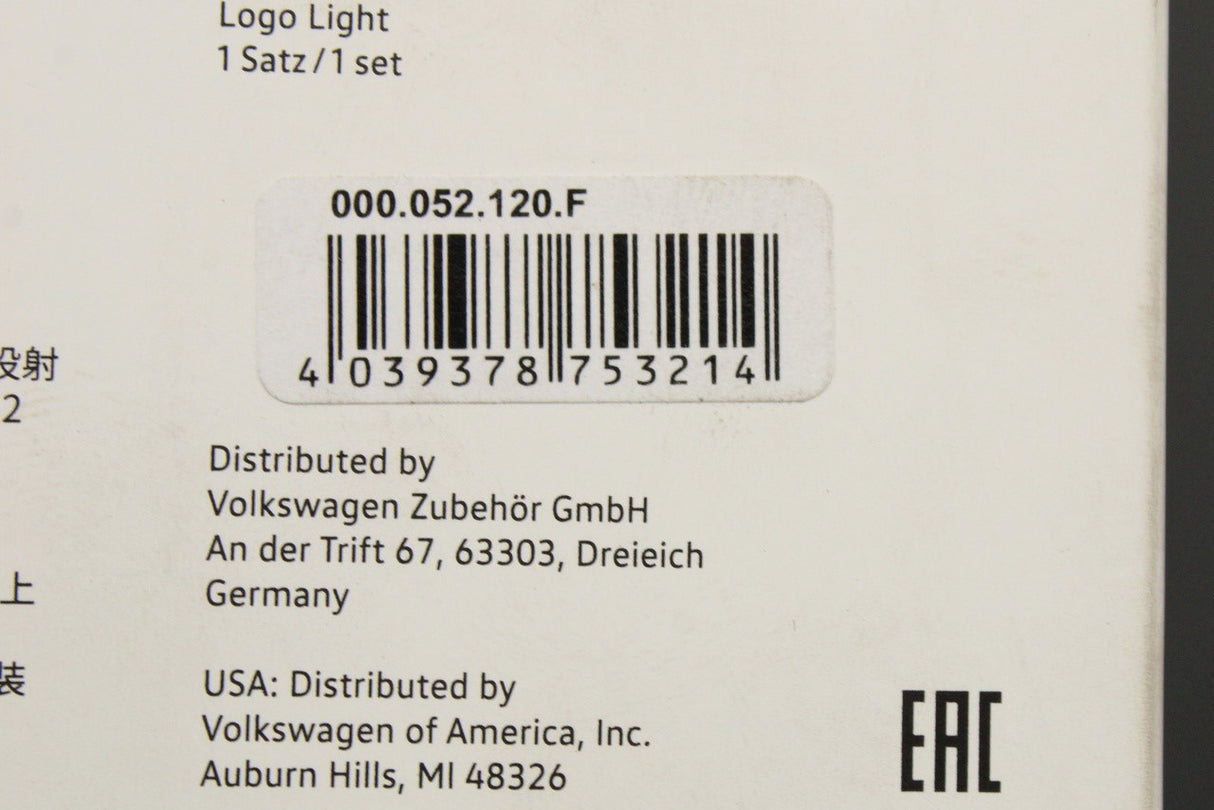 Logo Light
1 Satz/1 set
000.052.120.F
4 039378 753214
投射
2
上
装
Distributed by
Volkswagen Zubehör GmbH
An der Trift 67, 63303, Dreieich
Germany
USA: Distributed by
Volkswagen of America, Inc.
Auburn Hills, MI 48326
EAC